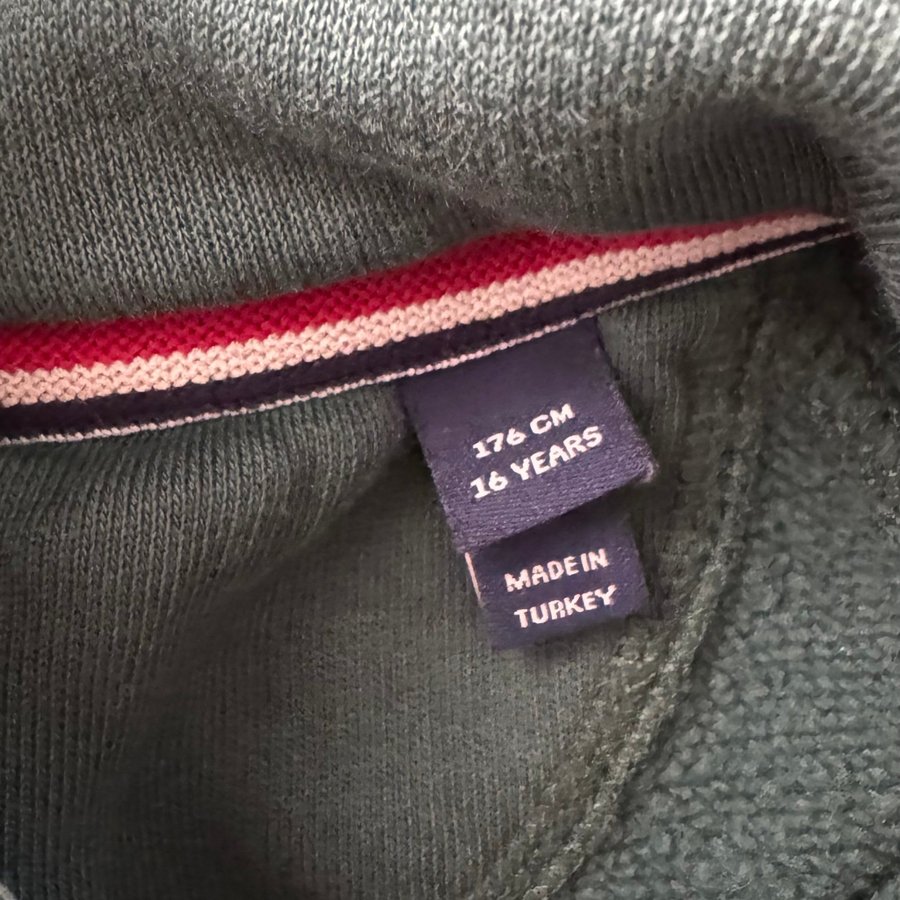 176 CM
16 YEARS
MADE IN
TURKEY